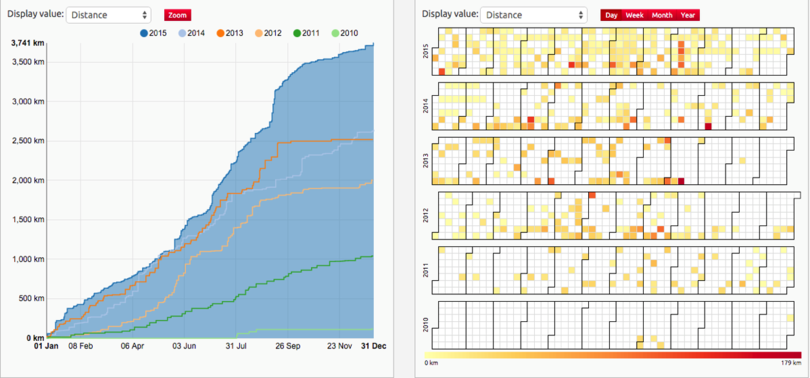 Display value: Distance Zoom
2015 2014 2013 2012 2011 2010
3,741 km
3,500 km
3,000 km
2,500 km
2,000 km
1,500 km
1,000 km
500 km
0 km
01 Jan 08 Feb 06 Apr 03 Jun 31 Jul 26 Sep 23 Nov 31 Dec
Display value: Distance Day Week Month Year
2015
2014
2013
2012
2011
2010
0 km 179 km